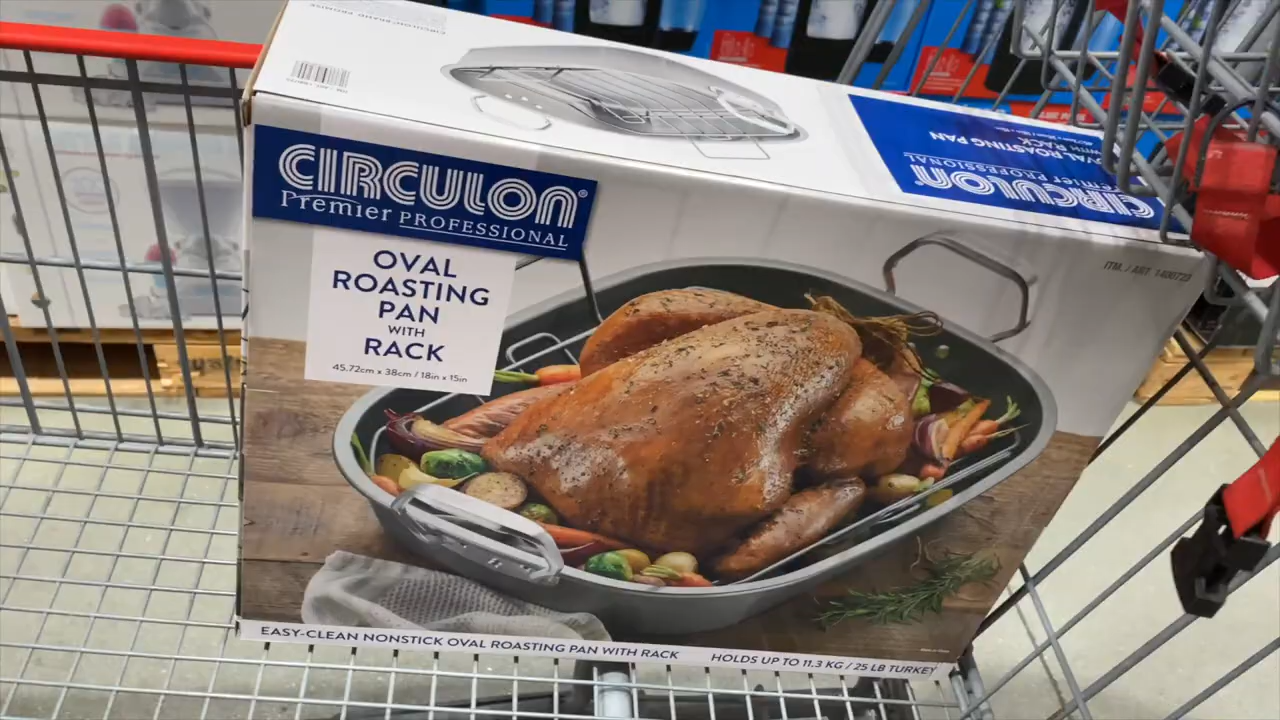 CIRCULON®
Premier PROFESSIONAL
OVAL
ROASTING
PAN
WITH
RACK
45.72cm x 38cm / 18in x 15in
EASY-CLEAN NONSTICK OVAL ROASTING PAN WITH RACK
HOLDS UP TO 11.3 KG / 25 LB TURKEY
ITM. / ART. 1400723
CIRCULON
PREMIER PROFESSIONAL
OVAL ROASTING PAN
WITH RACK